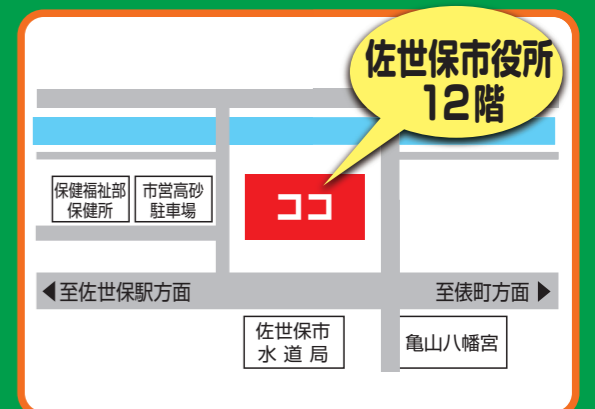 佐世保市役所
12階
保健福祉部
保健所
市営高砂
駐車場
ココ
◀至佐世保駅方面
至俵町方面▶
佐世保市
水道局
亀山八幡宮